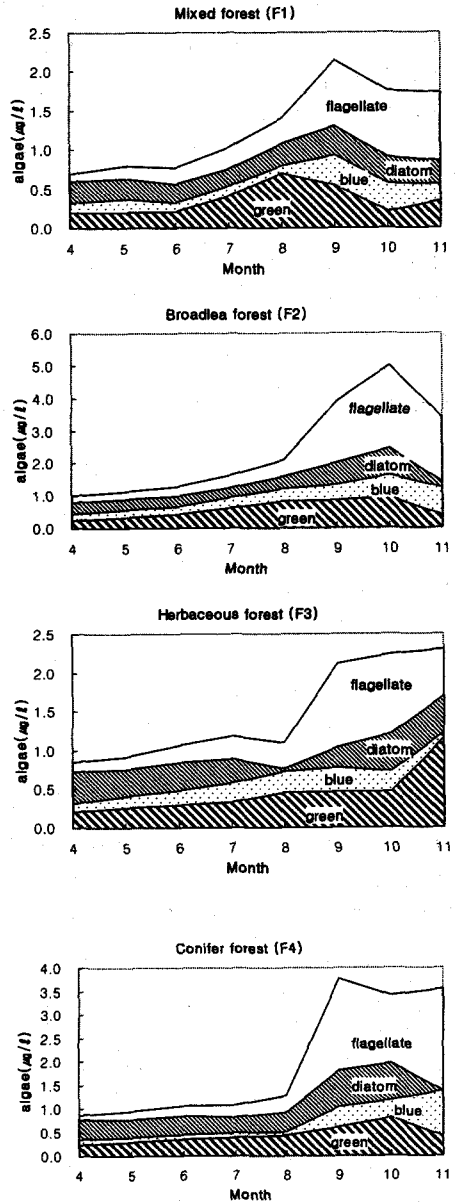 Mixed forest (F1)
algae(㎍/ℓ)
2.5
2.0
1.5
1.0
0.5
0.0
flagellate
diatom
blue
green
4 5 6 7 8 9 10 11
Month
Broadlea forest (F2)
algae(㎍/ℓ)
6.0
5.0
4.0
3.0
2.0
1.0
0.0
flagellate
diatom
blue
green
4 5 6 7 8 9 10 11
Month
Herbaceous forest (F3)
algae(㎍/ℓ)
2.5
2.0
1.5
1.0
0.5
0.0
flagellate
diatom
blue
green
4 5 6 7 8 9 10 11
Month
Conifer forest (F4)
algae(㎍/ℓ)
4.0
3.5
3.0
2.5
2.0
1.5
1.0
0.5
0.0
flagellate
diatom
blue
green
4 5 6 7 8 9 10 11
Month